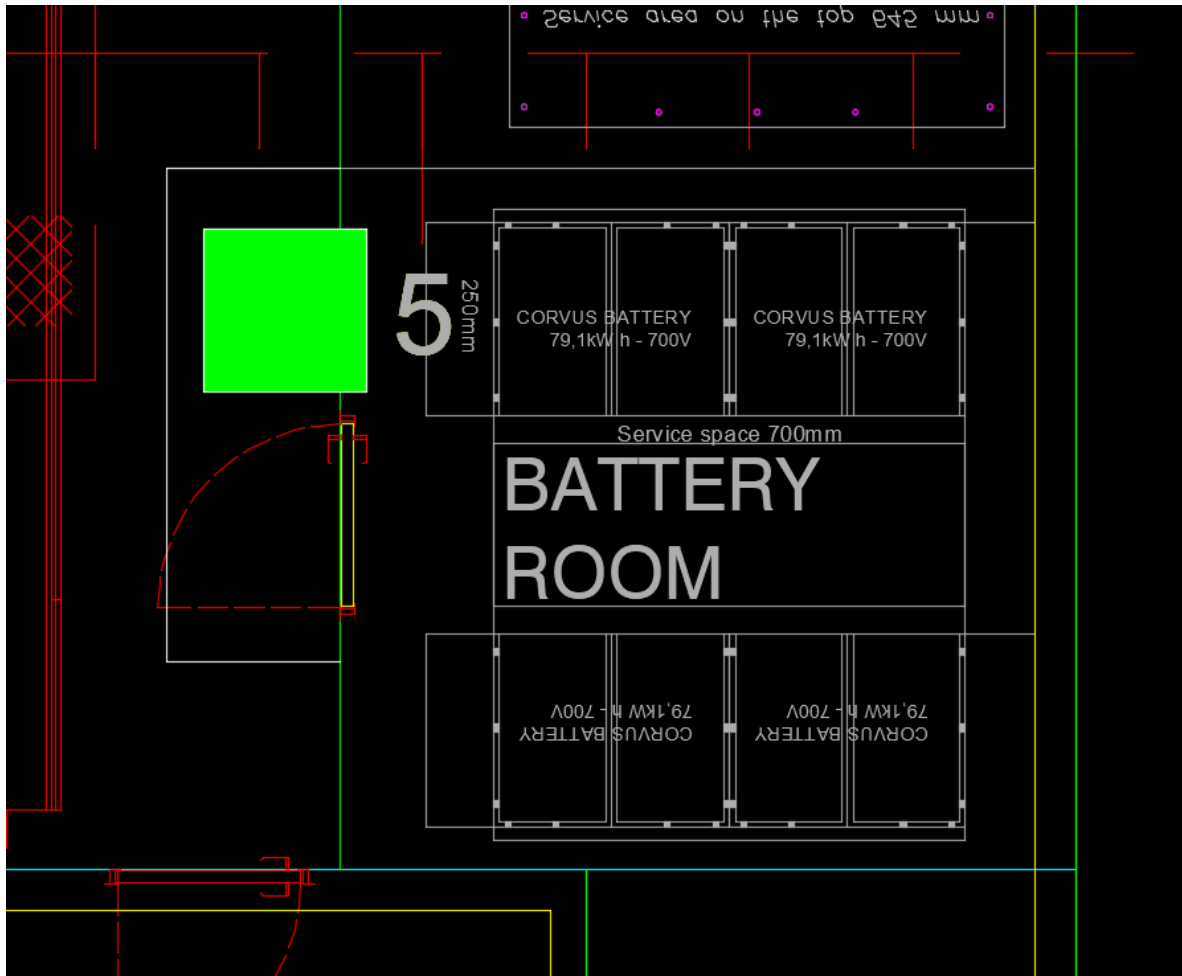 Service area on the top 645 mm
5
250mm
CORVUS BATTERY
79,1kW h - 700V
CORVUS BATTERY
79,1kW h - 700V
Service space 700mm
BATTERY
ROOM
CORVUS BATTERY
79,1kW h - 700V
CORVUS BATTERY
79,1kW h - 700V